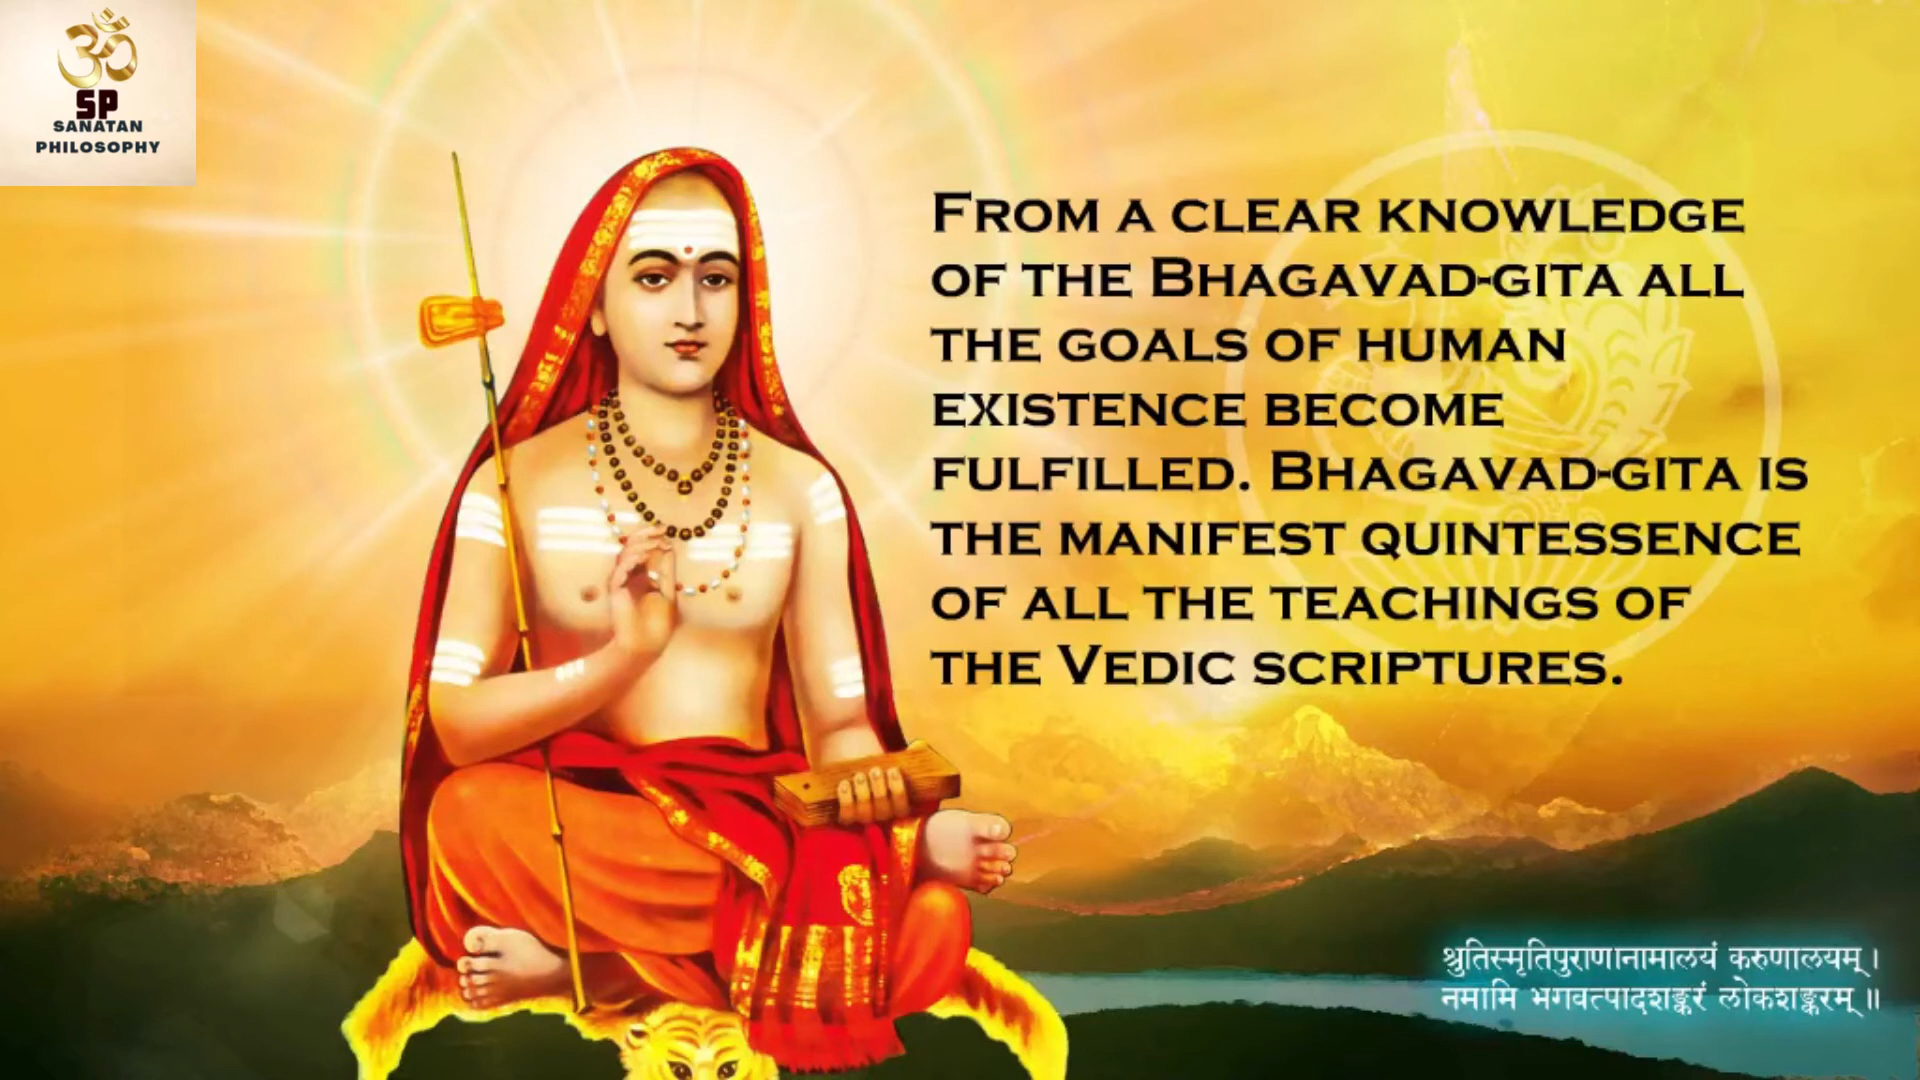 ॐ
SP
SANATAN
PHILOSOPHY
FROM A CLEAR KNOWLEDGE
OF THE BHAGAVAD-GITA ALL
THE GOALS OF HUMAN
EXISTENCE BECOME
FULFILLED. BHAGAVAD-GITA IS
THE MANIFEST QUINTESSENCE
OF ALL THE TEACHINGS OF
THE VEDIC SCRIPTURES.
श्रुतिस्मृतिपुराणानामालयं करुणालयम् ।
नमामि भगवत्पादशङ्करं लोकशङ्करम् ॥